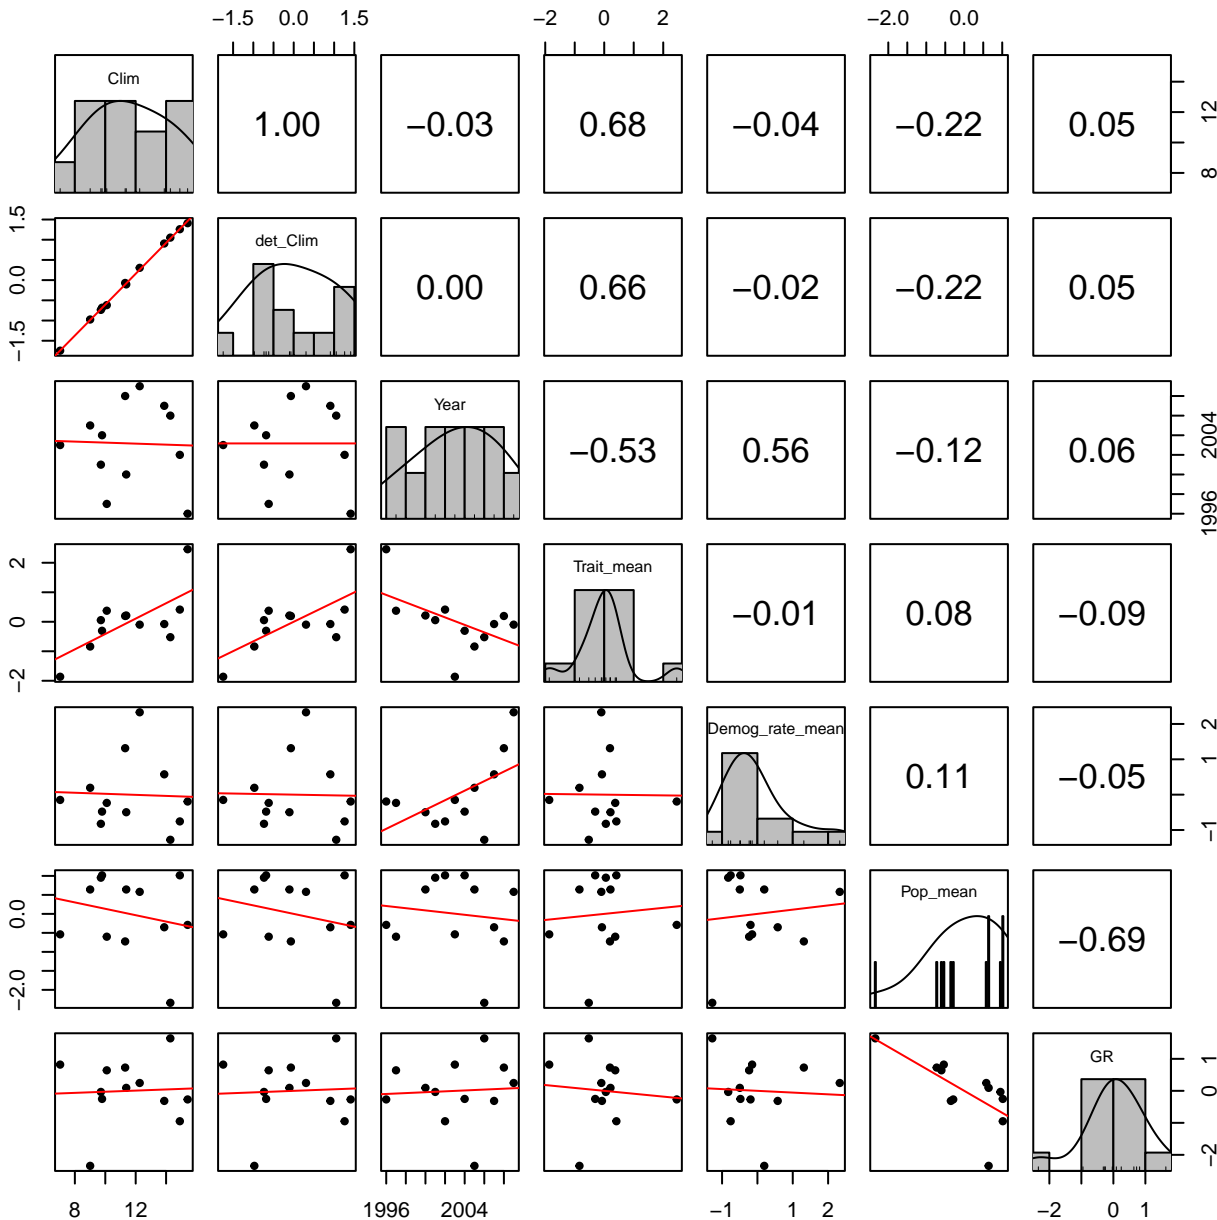 −1.5 0.0 1.5 −2 0 2 −2.0 0.0
Clim 1.00 −0.03 0.68 −0.04 −0.22 0.05 8 12
−1.5 0.0 1.5 det_Clim 0.00 0.66 −0.02 −0.22 0.05
Year −0.53 0.56 −0.12 0.06 1996 2004
−2 0 2 Trait_mean −0.01 0.08 −0.09
Demog_rate_mean 0.11 −0.05 −1 1 2
−2.0 0.0 Pop_mean −0.69
GR −2 0 1
8 12 1996 2004 −1 1 2 −2 0 1